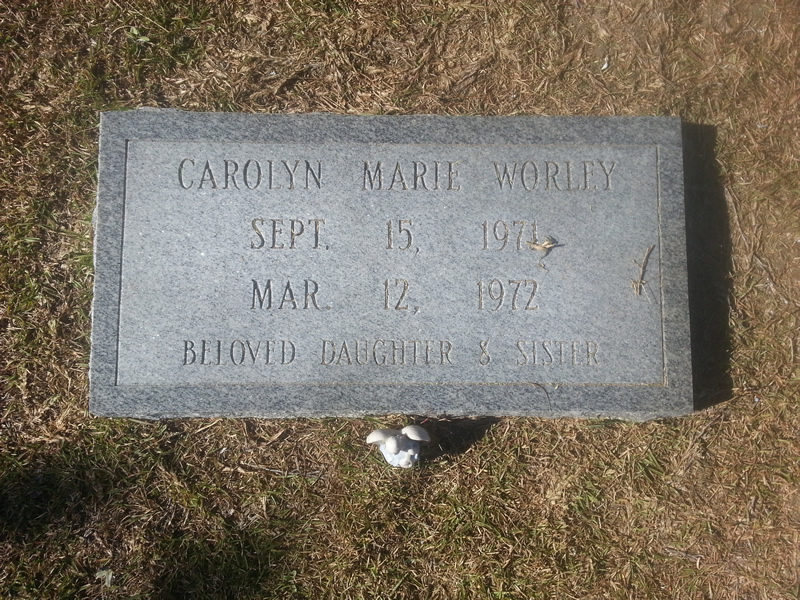 CAROLYN MARIE WORLEY
SEPT. 15, 1971
MAR. 12, 1972
BELOVED DAUGHTER & SISTER